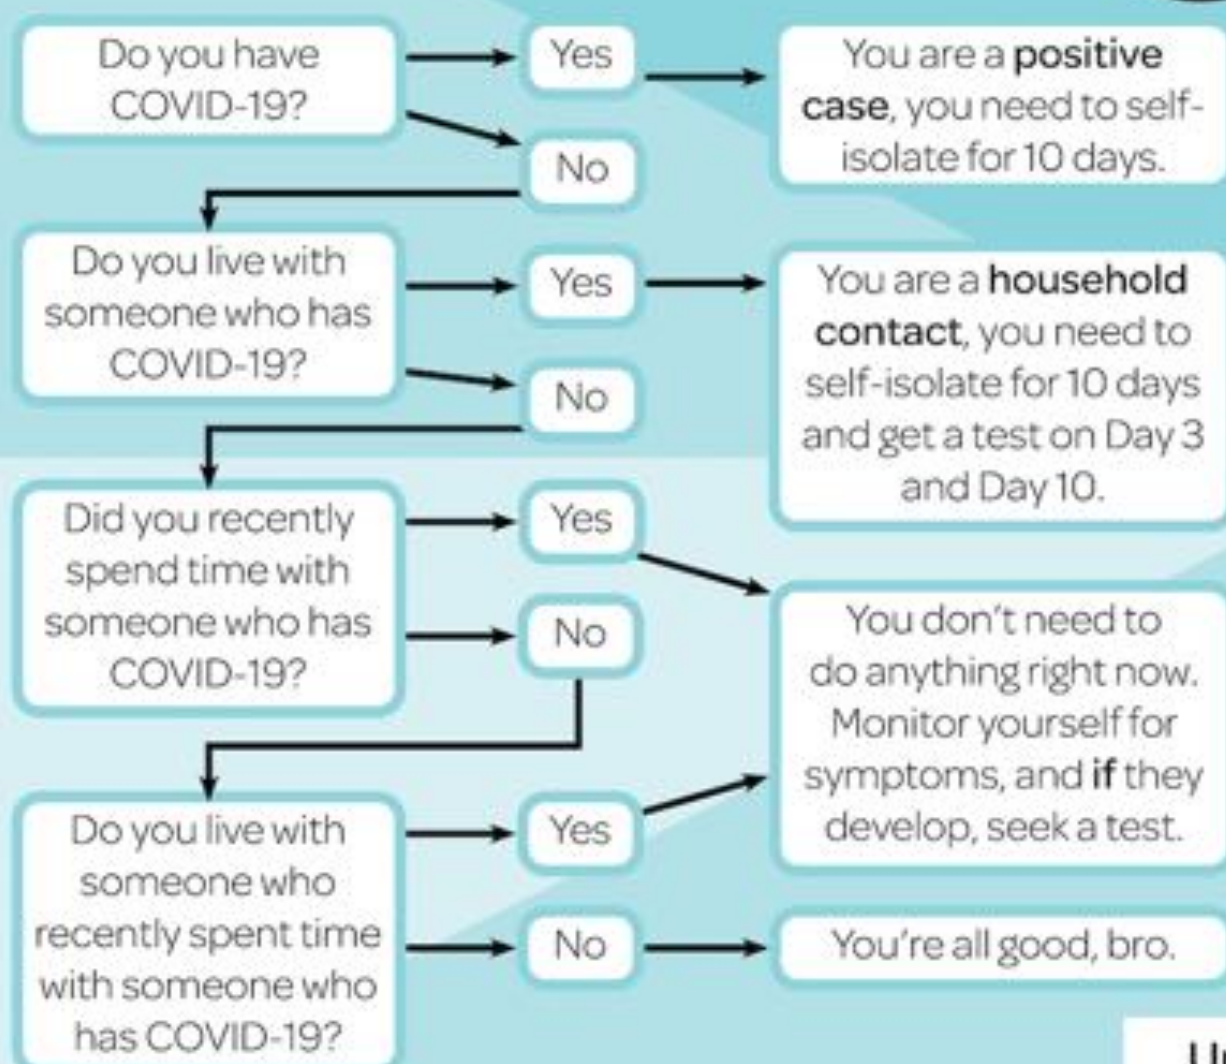 Do you have
COVID-19?
Yes
You are a positive
case, you need to self-
isolate for 10 days.
No
Do you live with
someone who has
COVID-19?
Yes
You are a household
contact, you need to
self-isolate for 10 days
and get a test on Day 3
and Day 10.
No
Did you recently
spend time with
someone who has
COVID-19?
Yes
No
You don't need to
do anything right now.
Monitor yourself for
symptoms, and if they
develop, seek a test.
Do you live with
someone who
recently spent time
with someone who
has COVID-19?
Yes
No
You're all good, bro.